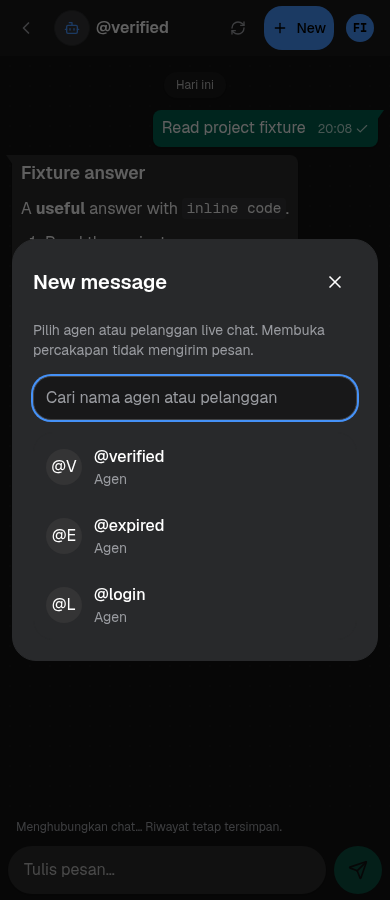 @verified
New
FI
Hari ini
Read project fixture 20:08
Fixture answer
A useful answer with inline code.
New message
Pilih agen atau pelanggan live chat. Membuka
percakapan tidak mengirim pesan.
Cari nama agen atau pelanggan
@V
@verified
Agen
@E
@expired
Agen
@L
@login
Agen
Menghubungkan chat… Riwayat tetap tersimpan.
Tulis pesan…